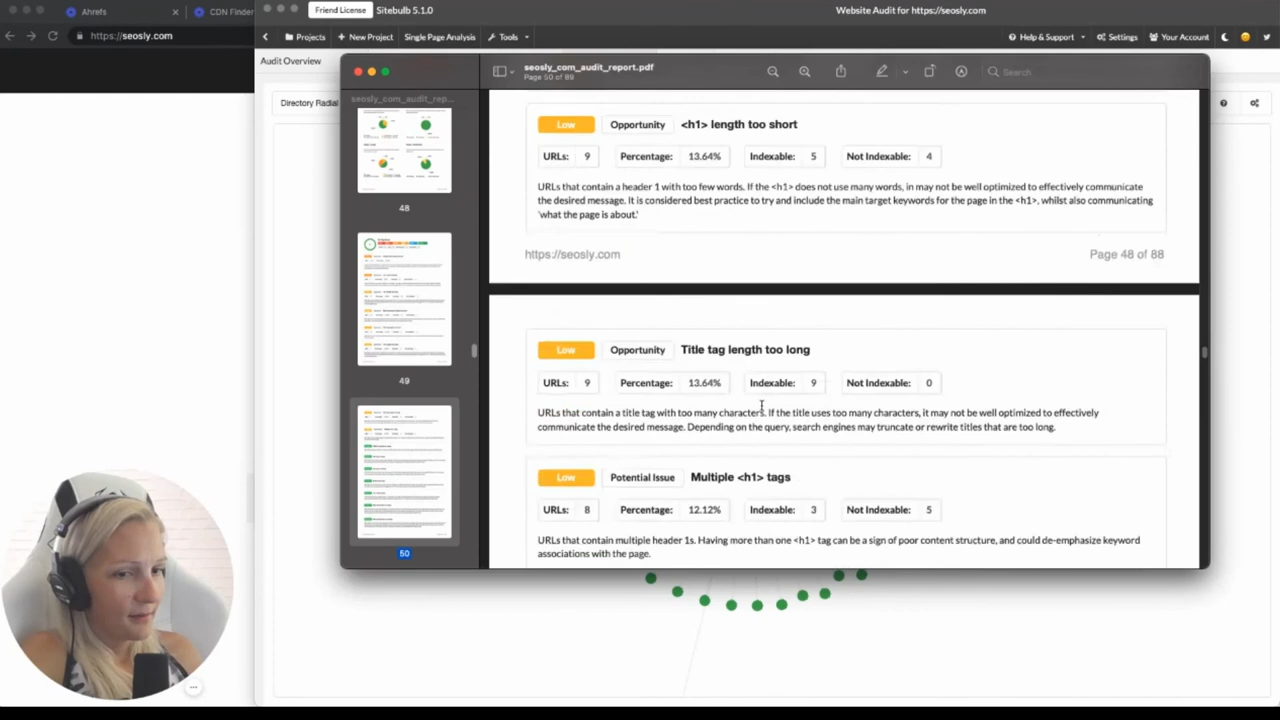 Ahrefs
CDN Finder
https://seosly.com
Friend License
Sitebulb 5.1.0
Website Audit for https://seosly.com
Projects
New Project
Single Page Analysis
Tools
Help & Support
Settings
Your Account
Audit Overview
Directory Radial
seosly_com_audit_report.pdf
Page 50 of 89
Search
seosly_com_audit_rep...
48
49
50
Low
Opportunity
<h1> length too short
URLs: 9
Percentage: 13.64%
Indexable: 5
Not Indexable: 4
URLs that contain a header 1 with too few words. If the <h1> does not use many words, in may not be well optimized to effectively communicate
the desired message. It is considered best practice to try and include the main target keywords for the page in the <h1>, whilst also communicating
'what the page is about.'
https://seosly.com
Page 48 of 88
Low
Opportunity
Title tag length too long
URLs: 9
Percentage: 13.64%
Indexable: 9
Not Indexable: 0
URLs that contain a title tag with too many characters. If the title uses too many characters, it may not be well optimized to effectively
communicate the desired message. Depending on the query, search engines may truncate or rewrite titles that are too long.
Low
Potential Issue
Multiple <h1> tags
URLs: 8
Percentage: 12.12%
Indexable: 3
Not Indexable: 5
URLs that contain multiple header 1s. Having more than one <h1> tag can be a sign of poor content structure, and could de-emphasize keyword
associations with the page.